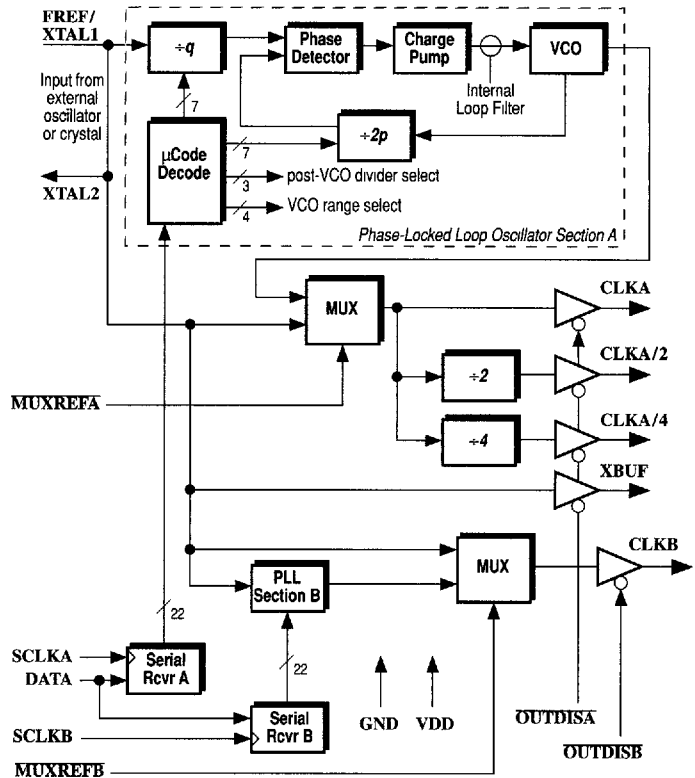 FREF/
XTAL1
÷q
Phase
Detector
Charge
Pump
VCO
Input from
external
oscillator
or crystal
Internal
Loop Filter
7
÷2p
μCode
Decode
7
3
post-VCO divider select
4
VCO range select
XTAL2
Phase-Locked Loop Oscillator Section A
MUX
CLKA
÷2
CLKA/2
MUXREFA
÷4
CLKA/4
XBUF
CLKB
PLL
Section B
MUX
22
22
SCLKA
DATA
Serial
Rcvr A
SCLKB
Serial
Rcvr B
GND
VDD
OUTDISA
OUTDISB
MUXREFB